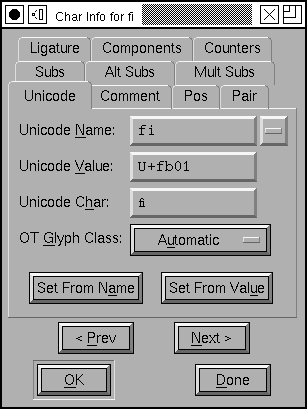 Char Info for fi
Ligature Components Counters
Subs Alt Subs Mult Subs
Unicode Comment Pos Pair
Unicode Name: fi
Unicode Value: U+fb01
Unicode Char: ﬁ
OT Glyph Class: Automatic
Set From Name Set From Value
< Prev Next >
OK Done